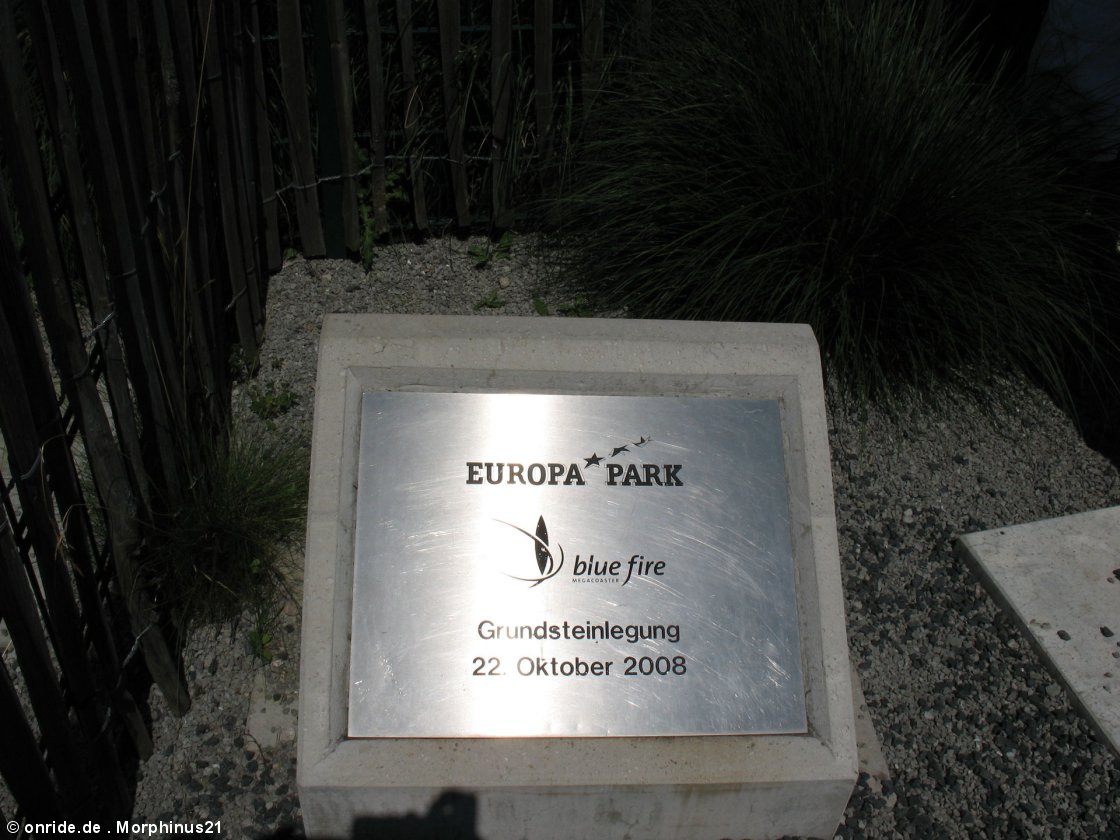 EUROPA PARK
blue fire
MEGACOASTER
Grundsteinlegung
22. Oktober 2008
© onride.de . Morphinus21